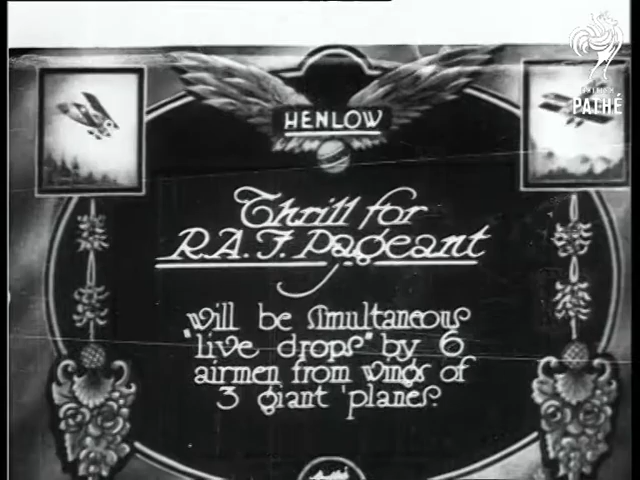 BRITISH
PATHÉ
HENLOW
Thrill for
R.A.F. Pageant
will be simultaneous
"live drops" by 6
airmen from wings of
3 giant 'planes.